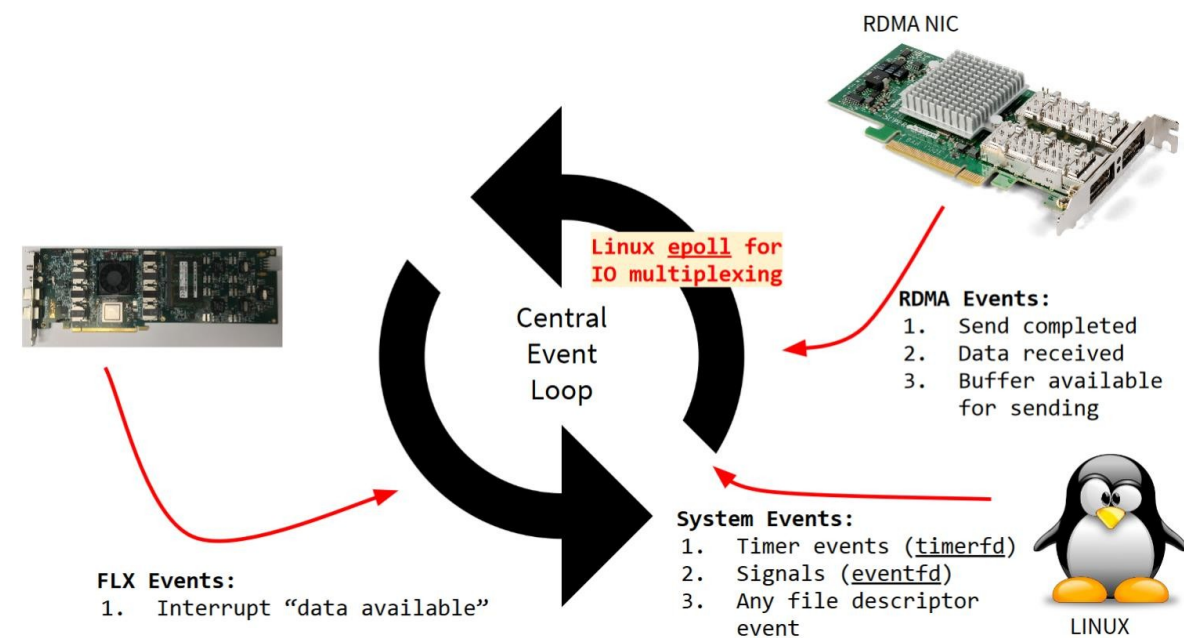 RDMA NIC
Linux epoll for
IO multiplexing
Central
Event
Loop
RDMA Events:
1. Send completed
2. Data received
3. Buffer available
for sending
System Events:
1. Timer events (timerfd)
2. Signals (eventfd)
3. Any file descriptor
event
LINUX
FLX Events:
1. Interrupt “data available”